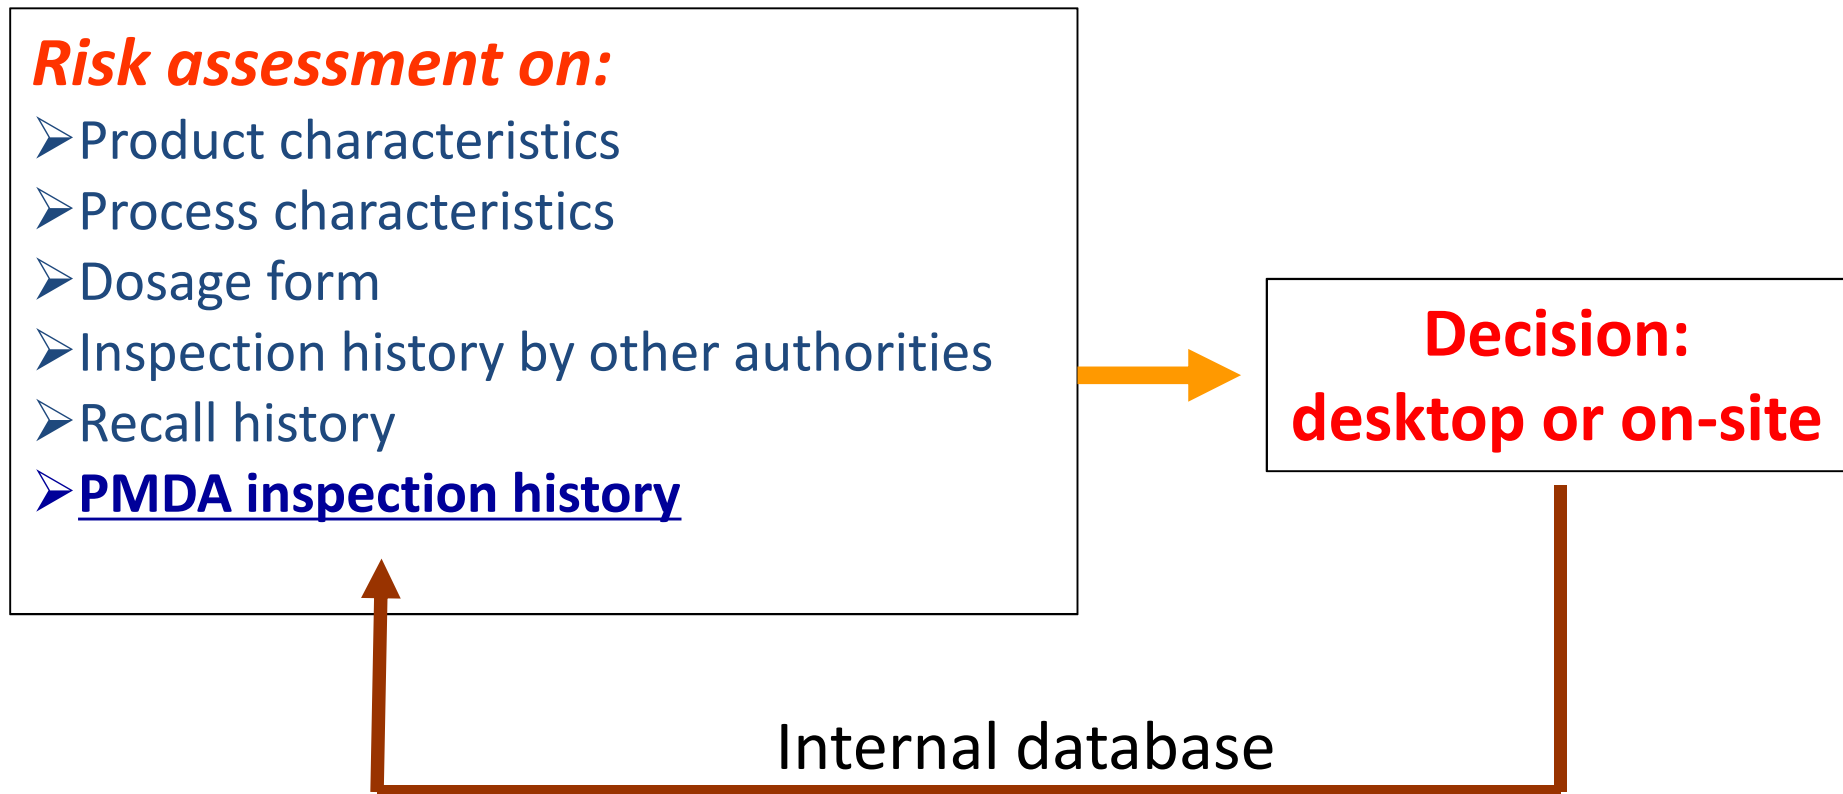 Risk assessment on:
➢Product characteristics
➢Process characteristics
➢Dosage form
➢Inspection history by other authorities
➢Recall history
➢PMDA inspection history
Decision:
desktop or on-site
Internal database